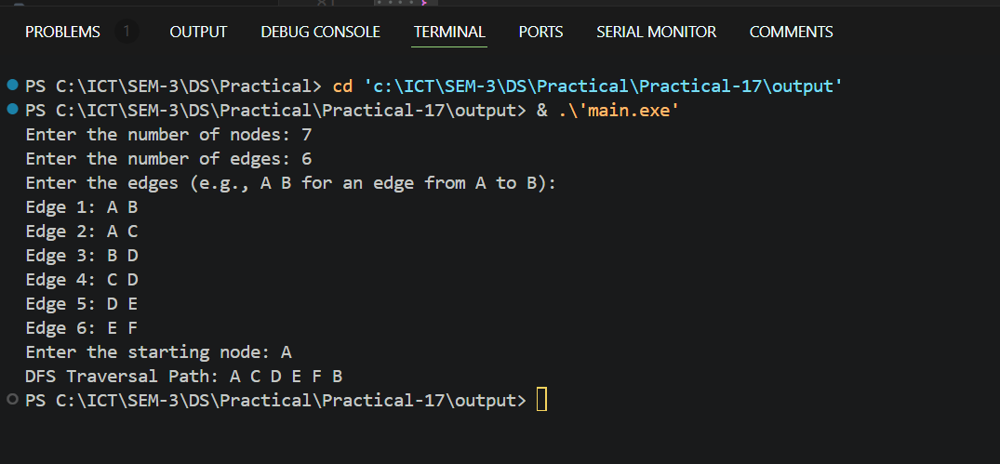 PROBLEMS 1 OUTPUT DEBUG CONSOLE TERMINAL PORTS SERIAL MONITOR COMMENTS
PS C:\ICT\SEM-3\DS\Practical> cd 'c:\ICT\SEM-3\DS\Practical\Practical-17\output'
PS C:\ICT\SEM-3\DS\Practical\Practical-17\output> & .\'main.exe'
Enter the number of nodes: 7
Enter the number of edges: 6
Enter the edges (e.g., A B for an edge from A to B):
Edge 1: A B
Edge 2: A C
Edge 3: B D
Edge 4: C D
Edge 5: D E
Edge 6: E F
Enter the starting node: A
DFS Traversal Path: A C D E F B
PS C:\ICT\SEM-3\DS\Practical\Practical-17\output>